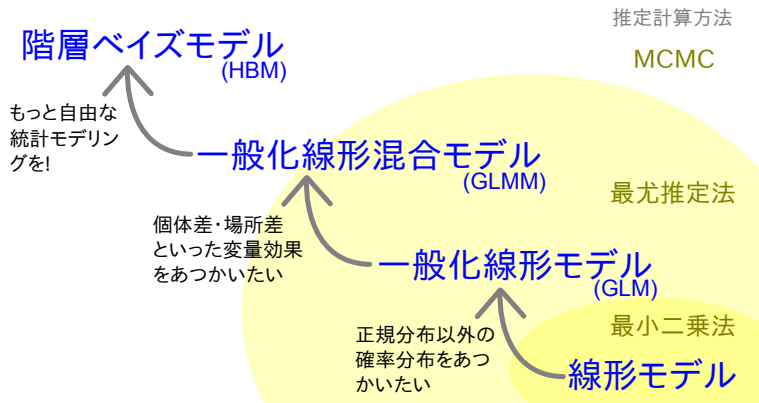 推定計算方法
階層ベイズモデル
(HBM)
MCMC
もっと自由な
統計モデリン
グを!
一般化線形混合モデル
(GLMM)
最尤推定法
個体差・場所差
といった変量効果
をあつかいたい
一般化線形モデル
(GLM)
最小二乗法
正規分布以外の
確率分布をあつ
かいたい
線形モデル